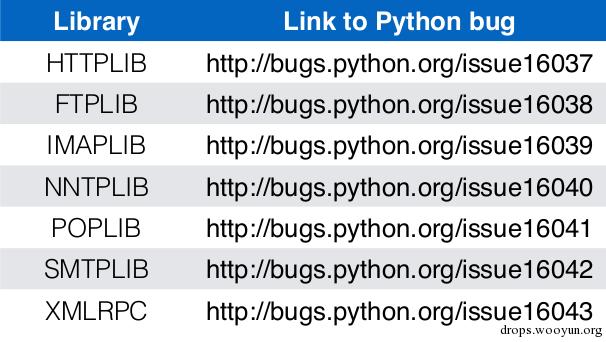 Library Link to Python bug
HTTPLIB http://bugs.python.org/issue16037
FTPLIB http://bugs.python.org/issue16038
IMAPLIB http://bugs.python.org/issue16039
NNTPLIB http://bugs.python.org/issue16040
POPLIB http://bugs.python.org/issue16041
SMTPLIB http://bugs.python.org/issue16042
XMLRPC http://bugs.python.org/issue16043
drops.wooyun.org